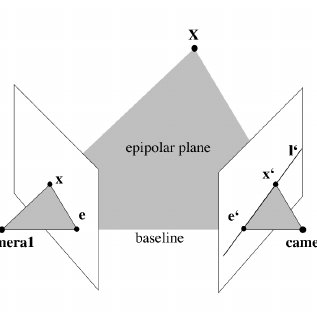 X
epipolar plane
l‘
x
x‘
e
e‘
baseline
mera1
came